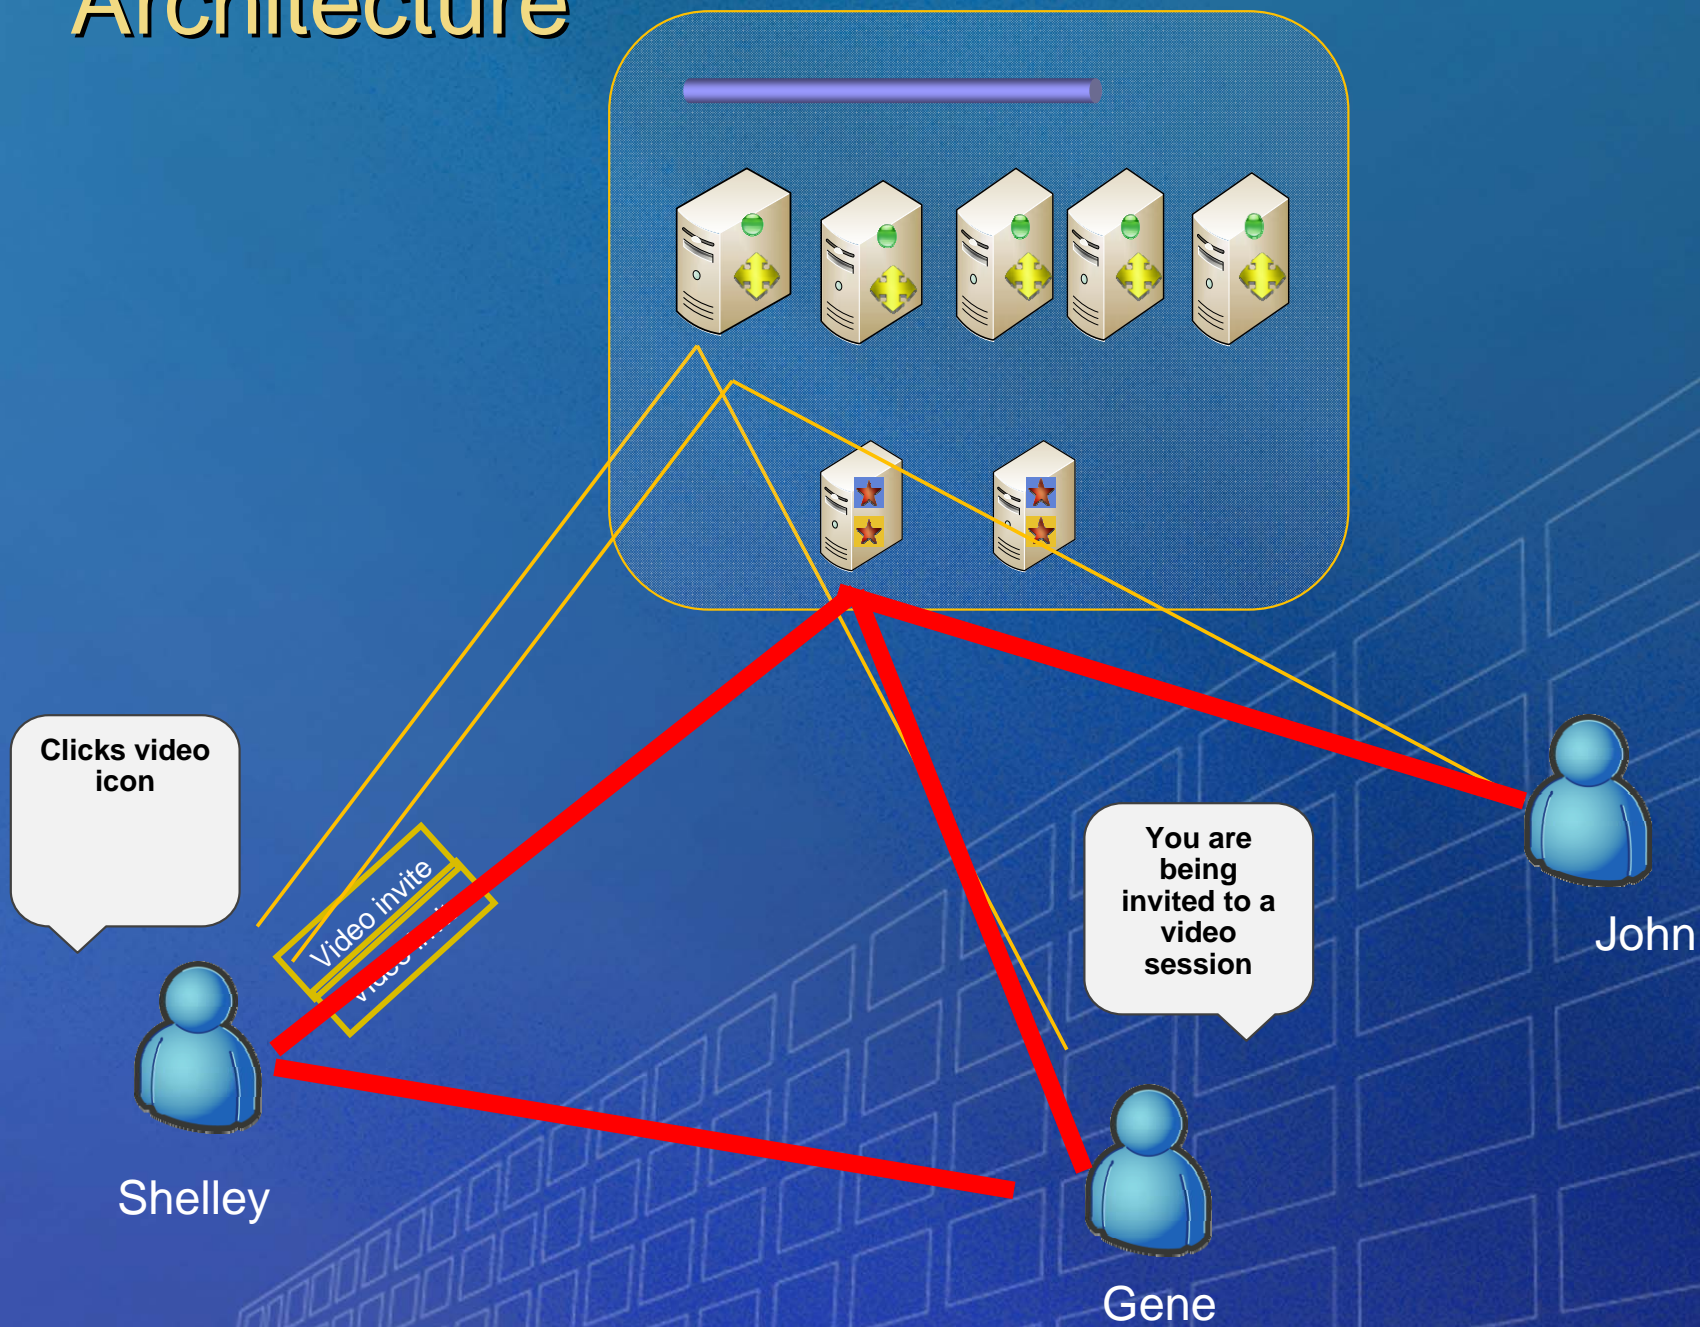 Architecture
Clicks video
icon
Video invite
You are
being
invited to a
video
session
John
Shelley
Gene